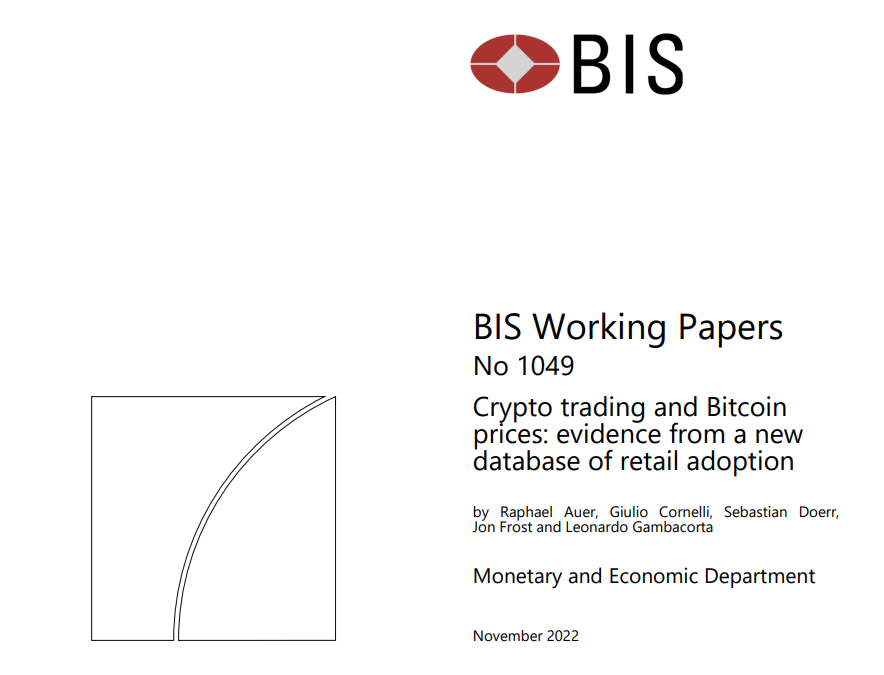 BIS
BIS Working Papers
No 1049
Crypto trading and Bitcoin
prices: evidence from a new
database of retail adoption
by Raphael Auer, Giulio Cornelli, Sebastian Doerr,
Jon Frost and Leonardo Gambacorta
Monetary and Economic Department
November 2022